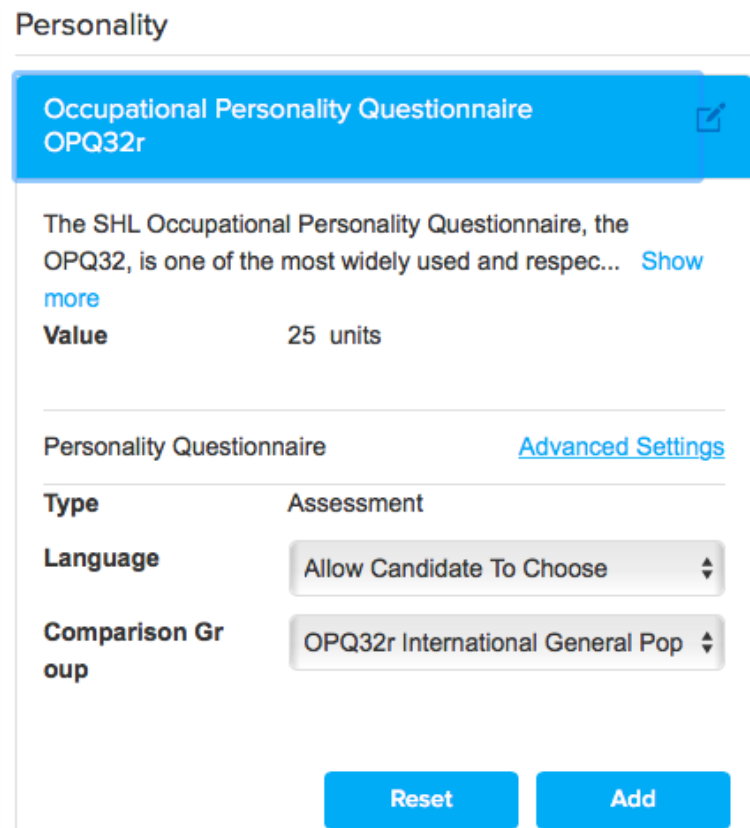 Personality
Occupational Personality Questionnaire
OPQ32r
The SHL Occupational Personality Questionnaire, the
OPQ32, is one of the most widely used and respec... Show
more
Value 25 units
Personality Questionnaire Advanced Settings
Type Assessment
Language Allow Candidate To Choose
Comparison Gr
oup
OPQ32r International General Pop
Reset Add